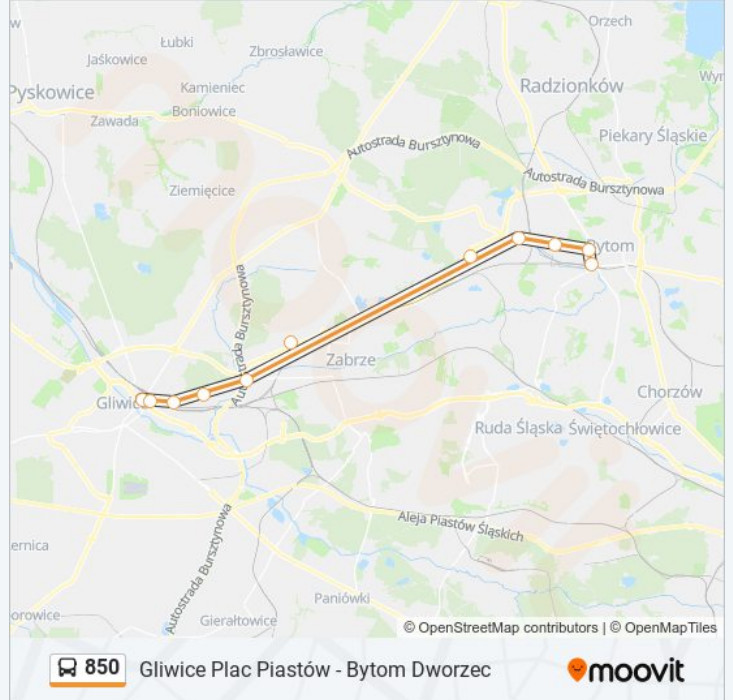 w
Łubki
Orzech
Jaśkowice
Zbrosławice
Wyr
Pyskowice
Kamieniec
Radzionków
Boniowice
Zawada
Piekary Śląskie
Autostrada Bursztynowa
Autostrada Bursztynowa
Ziemięcice
Bytom
Autostrada Bursztynowa
Zabrze
Gliwic
Chorzów
Ruda Śląska Świętochłowice
Aleja Piastów Śląskich
Autostrada Bursztynowa
ernica
Paniówki
orowice
Gierałtowice
© OpenStreetMap contributors | © OpenMapTiles
850 Gliwice Plac Piastów - Bytom Dworzec moovit